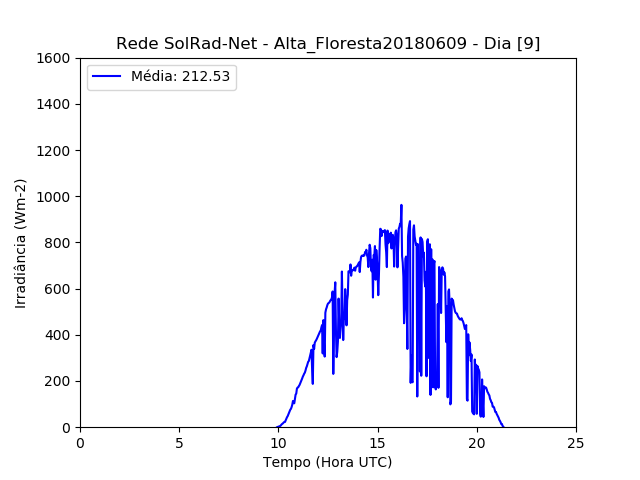 Rede SolRad-Net - Alta_Floresta20180609 - Dia [9]
Média: 212.53
Irradiância (Wm-2)
1600
1400
1200
1000
800
600
400
200
0
0 5 10 15 20 25
Tempo (Hora UTC)